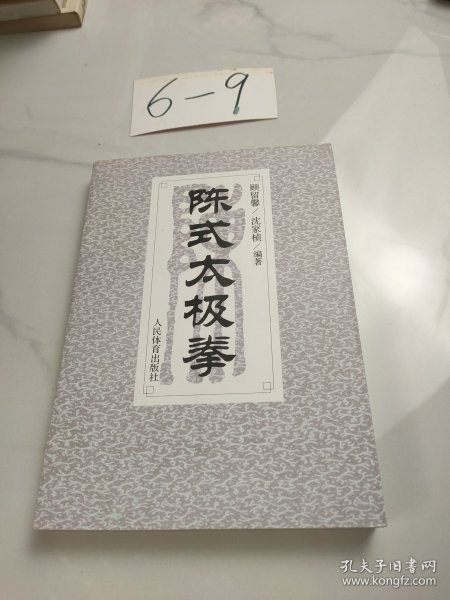 6-9
顾留馨/沈家桢/编著
陈式太极拳
人民体育出版社
孔夫子旧书网
www.kongfz.com